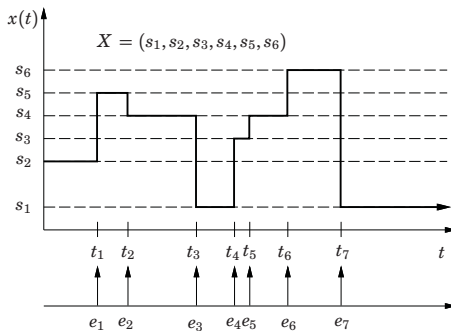 x(t)
X = (s₁, s₂, s₃, s₄, s₅, s₆)
s₆
s₅
s₄
s₃
s₂
s₁
t₁ t₂ t₃ t₄ t₅ t₆ t₇ t
e₁ e₂ e₃ e₄ e₅ e₆ e₇